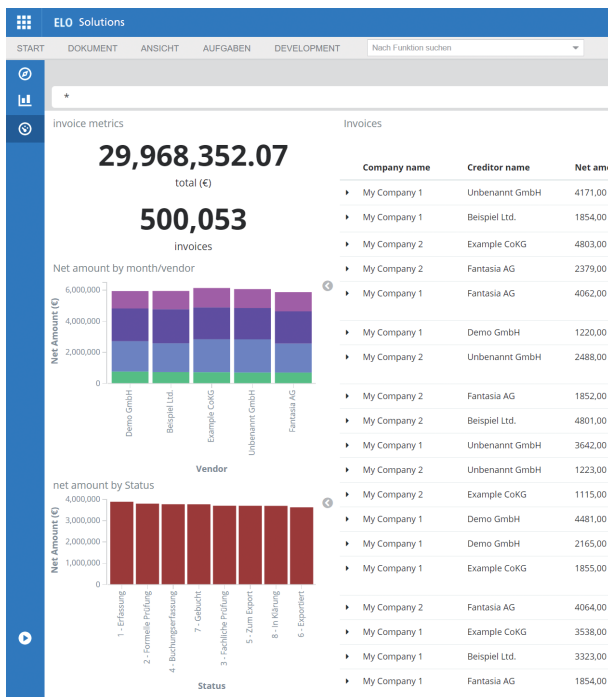 ELO Solutions
START DOKUMENT ANSICHT AUFGABEN DEVELOPMENT Nach Funktion suchen
*
invoice metrics
29,968,352.07
total (€)
500,053
invoices
Net amount by month/vendor
Net Amount (€)
6,000,000
4,000,000
2,000,000
0
Demo GmbH
Beispiel Ltd.
Example CoKG
Unbenannt GmbH
Fantasia AG
Vendor
net amount by Status
Net Amount (€)
4,000,000
3,000,000
2,000,000
1,000,000
0
1 - Erfassung
2 - Formelle Prüfung
4 - Buchungserfassung
7 - Gebucht
3 - Fachliche Prüfung
5 - Zum Export
8 - In Klärung
6 - Exportiert
Status
Invoices
Company name Creditor name Net amo
My Company 1 Unbenannt GmbH 4171,00
My Company 1 Beispiel Ltd. 1854,00
My Company 2 Example CoKG 4803,00
My Company 2 Fantasia AG 2379,00
My Company 1 Fantasia AG 4062,00
My Company 1 Demo GmbH 1220,00
My Company 2 Unbenannt GmbH 2488,00
My Company 2 Fantasia AG 1852,00
My Company 2 Beispiel Ltd. 4801,00
My Company 1 Unbenannt GmbH 3642,00
My Company 2 Unbenannt GmbH 1223,00
My Company 2 Example CoKG 1115,00
My Company 1 Demo GmbH 4481,00
My Company 1 Demo GmbH 2165,00
My Company 1 Example CoKG 1855,00
My Company 2 Fantasia AG 4064,00
My Company 1 Example CoKG 3538,00
My Company 1 Beispiel Ltd. 3323,00
My Company 1 Fantasia AG 1854,00